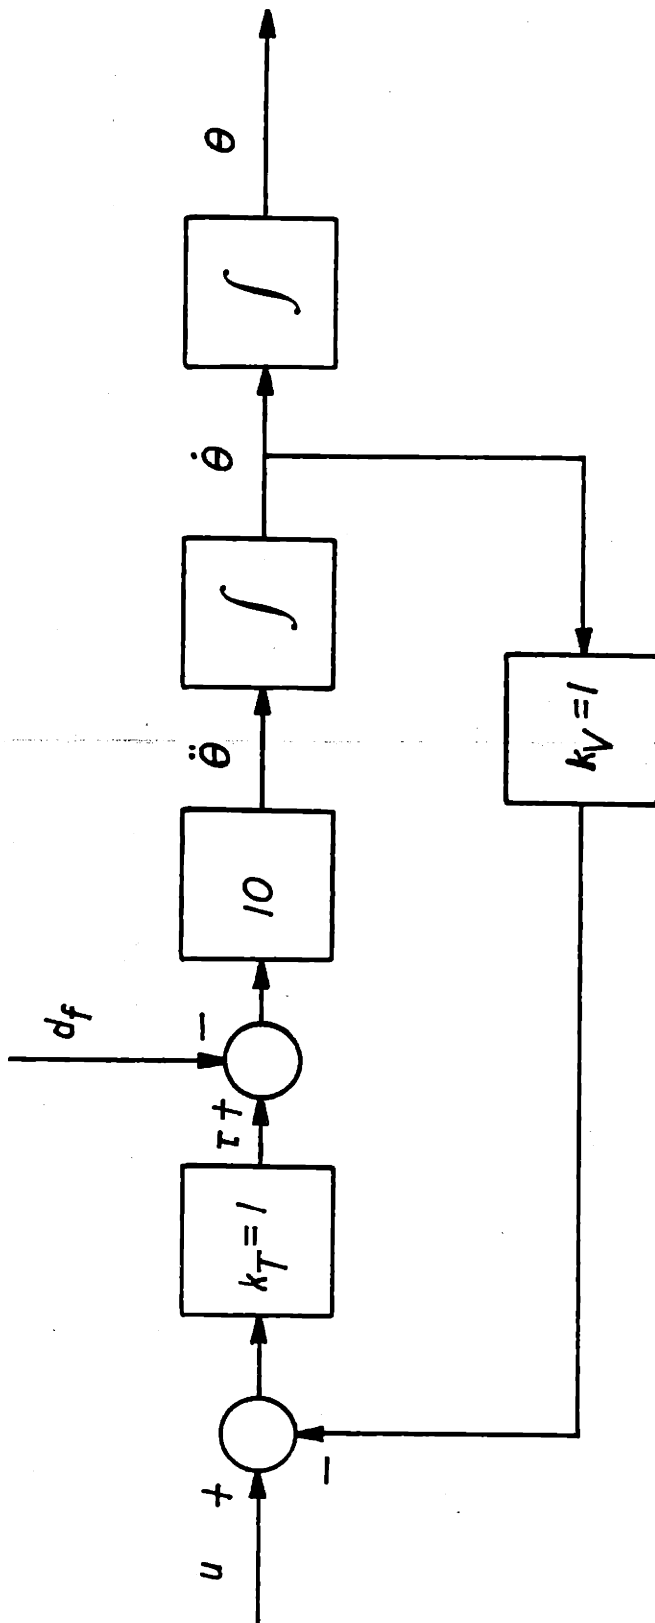 u
+
−
k_T = 1
τ
+
d_f
−
10
θ̈
∫
θ̇
∫
θ
k_V = 1